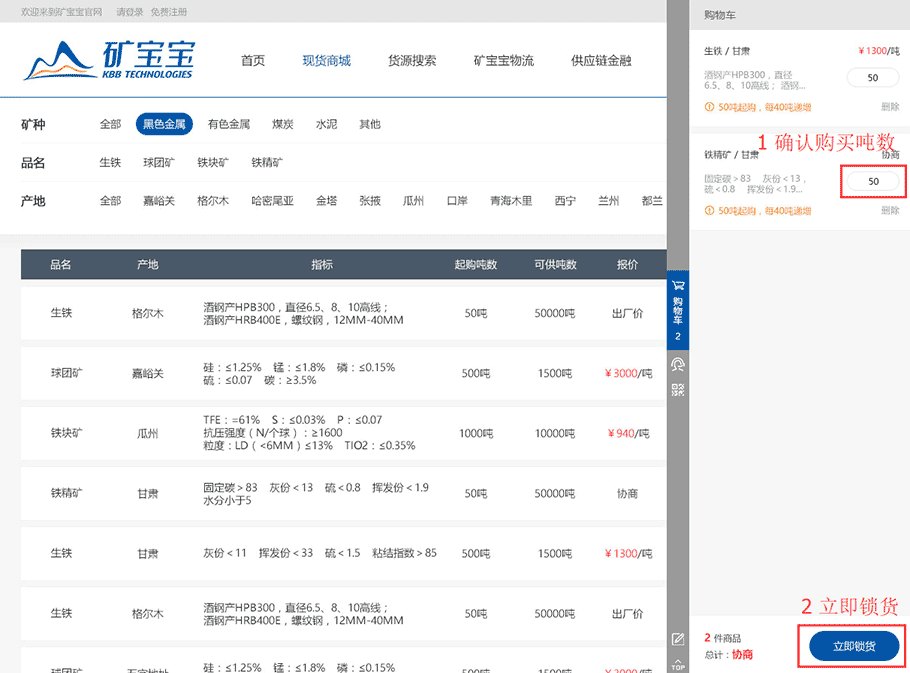 欢迎来到矿宝宝官网 请登录 免费注册
矿宝宝
KBB TECHNOLOGIES
首页 现货商城 货源搜索 矿宝宝物流 供应链金融
矿种 全部 黑色金属 有色金属 煤炭 水泥 其他
品名 生铁 球团矿 铁块矿 铁精矿
产地 全部 嘉峪关 格尔木 哈密尾亚 金塔 张掖 瓜州 口岸 青海木里 西宁 兰州 都兰
品名 产地 指标 起购吨数 可供吨数 报价
生铁 格尔木 酒钢产HPB300，直径6.5、8、10高线；
酒钢产HRB400E，螺纹钢，12MM-40MM 50吨 50000吨 出厂价
球团矿 嘉峪关 硅：≤1.25% 锰：≤1.8% 磷：≤0.15%
硫：≤0.07 碳：≥3.5% 500吨 1500吨 ¥3000/吨
铁块矿 瓜州 TFE：=61% S：≤0.03% P：≤0.07
抗压强度（N/个球）：≥1600
粒度：LD（<6MM）≤13% TIO2：≤0.35% 1000吨 10000吨 ¥940/吨
铁精矿 甘肃 固定碳＞83 灰份＜13 硫＜0.8 挥发份＜1.9
水分小于5 50吨 50000吨 协商
生铁 甘肃 灰份＜11 挥发份＜33 硫＜1.5 粘结指数＞85 500吨 1500吨 ¥1300/吨
生铁 格尔木 酒钢产HPB300，直径6.5、8、10高线；
酒钢产HRB400E，螺纹钢，12MM-40MM 50吨 50000吨 出厂价
硅：≤1.25% 锰：≤1.8% 磷：≤0.15%
球团矿 500吨 1500吨 ¥3000/吨
购物车
2
TOP
购物车
生铁 / 甘肃 ¥1300/吨
酒钢产HPB300，直径
6.5、8、10高线； 酒钢... 50
50吨起购，每40吨递增 删除
1 确认购买吨数
铁精矿 / 甘肃 协商
固定碳＞83 灰份＜13，
硫＜0.8 挥发份＜1.9... 50
50吨起购，每40吨递增 删除
2 立即锁货
2 件商品
总计：协商
立即锁货